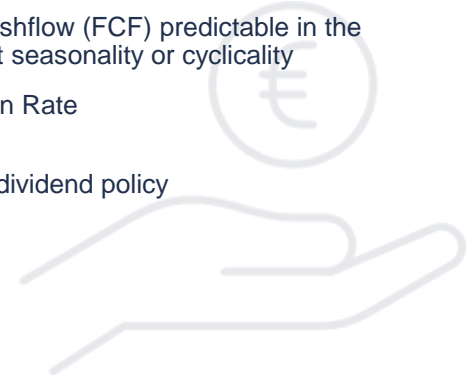 shflow (FCF) predictable in the
t seasonality or cyclicality
n Rate
dividend policy
€